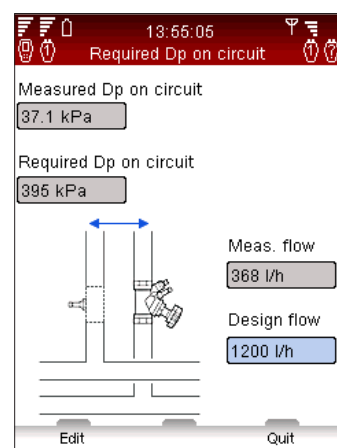 13:55:05
Required Dp on circuit
Measured Dp on circuit
37.1 kPa
Required Dp on circuit
395 kPa
Meas. flow
368 l/h
Design flow
1200 l/h
Edit
Quit